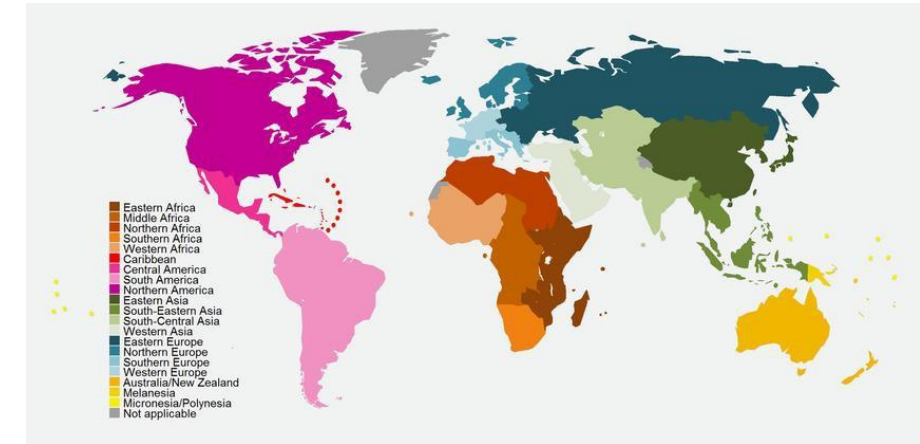 Eastern Africa
Middle Africa
Northern Africa
Southern Africa
Western Africa
Caribbean
Central America
South America
Northern America
Eastern Asia
South-Eastern Asia
South-Central Asia
Western Asia
Eastern Europe
Northern Europe
Southern Europe
Western Europe
Australia/New Zealand
Melanesia
Micronesia/Polynesia
Not applicable